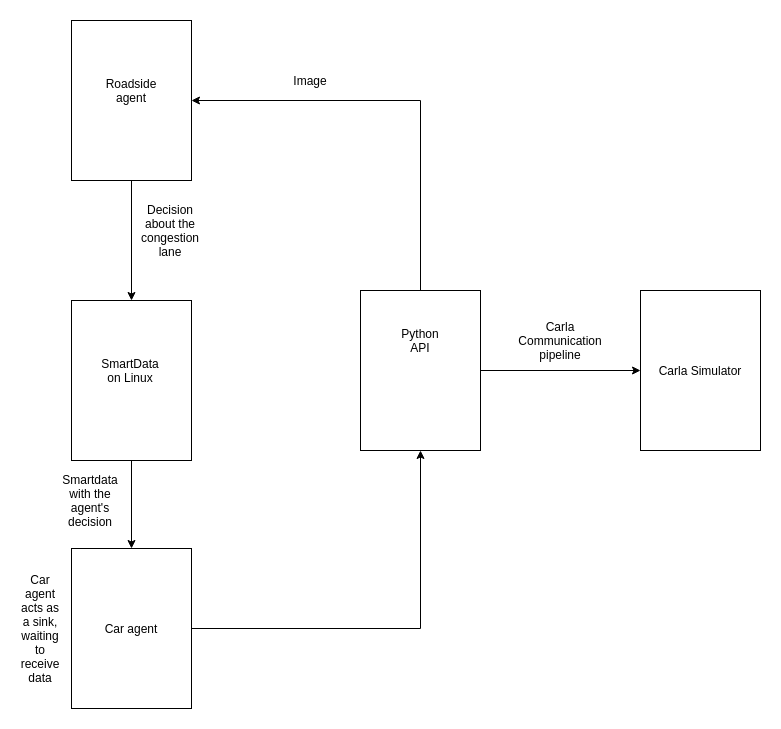 Image
Roadside
agent
Decision
about the
congestion
lane
SmartData
on Linux
Python
API
Carla
Communication
pipeline
Carla Simulator
Smartdata
with the
agent's
decision
Car
agent
acts as
a sink,
waiting
to
receive
data
Car agent